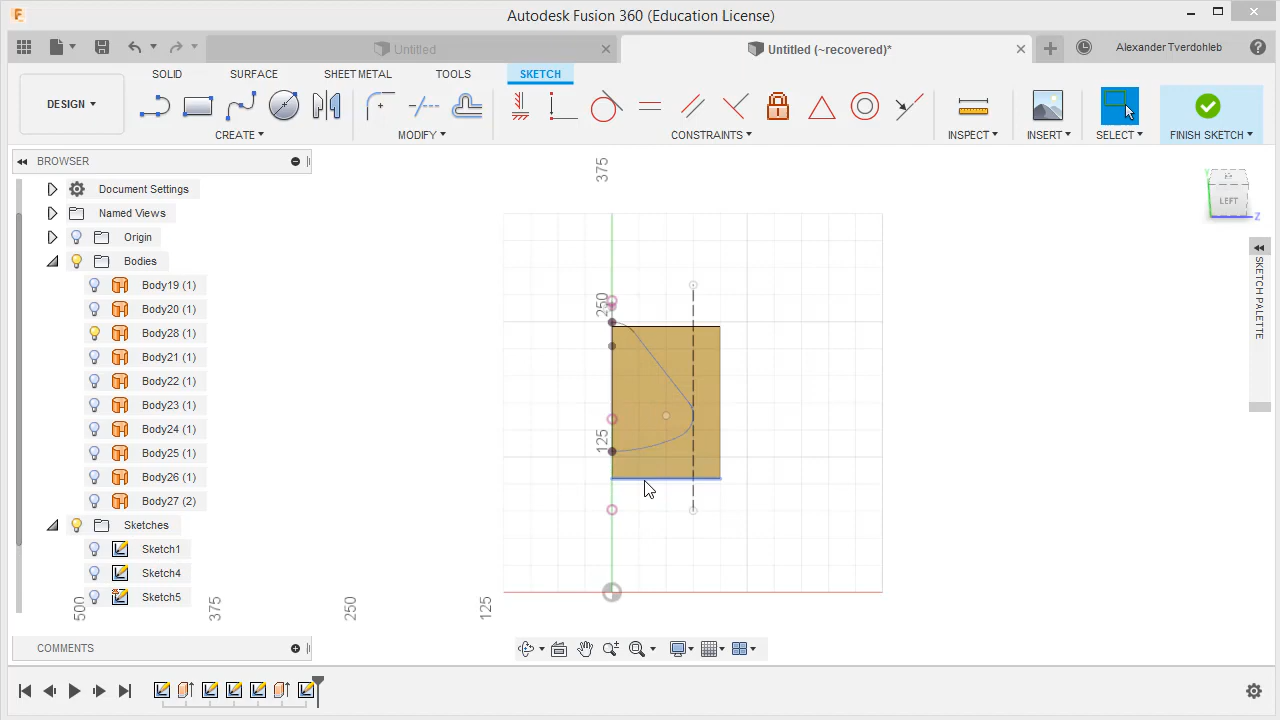 Autodesk Fusion 360 (Education License)
Untitled
Untitled (~recovered)*
Alexander Tverdohleb
DESIGN
SOLID
SURFACE
SHEET METAL
TOOLS
SKETCH
CREATE
MODIFY
CONSTRAINTS
INSPECT
INSERT
SELECT
FINISH SKETCH
BROWSER
Document Settings
Named Views
Origin
Bodies
Body19 (1)
Body20 (1)
Body28 (1)
Body21 (1)
Body22 (1)
Body23 (1)
Body24 (1)
Body25 (1)
Body26 (1)
Body27 (2)
Sketches
Sketch1
Sketch4
Sketch5
375
250
125
500
375
250
125
Y
LEFT
Z
SKETCH PALETTE
COMMENTS